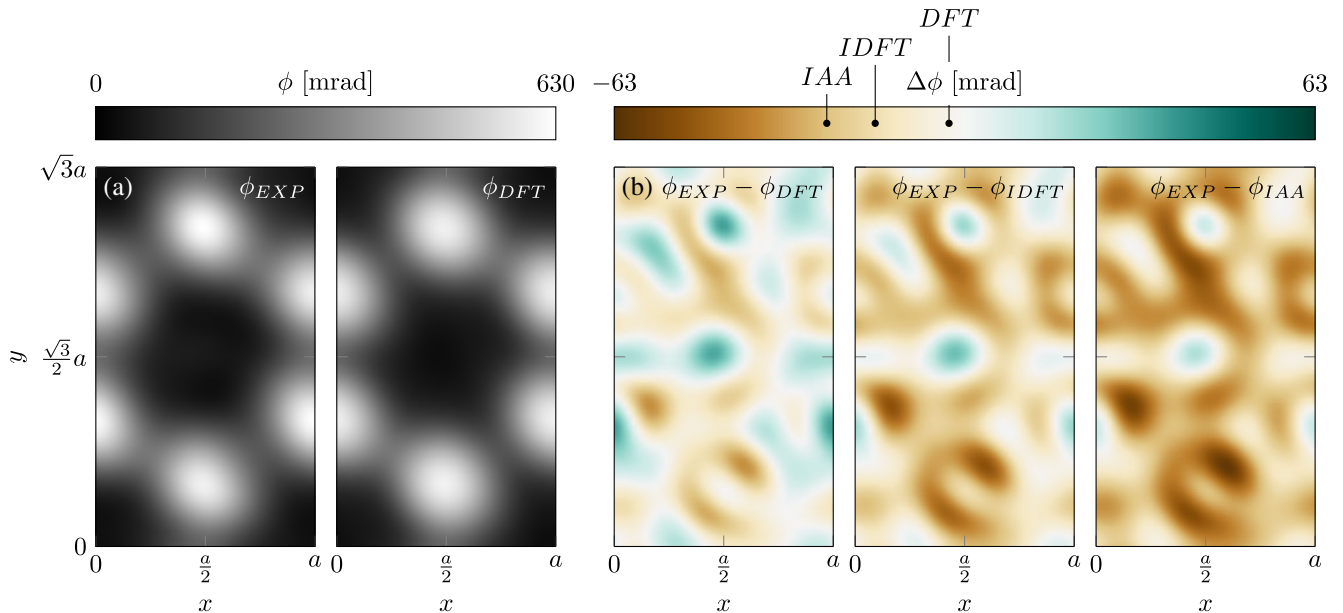 DFT
IDFT
IAA
0 ϕ [mrad] 630
−63 Δϕ [mrad] 63
√3a
(a) ϕ_EXP
ϕ_DFT
(b) ϕ_EXP − ϕ_DFT
ϕ_EXP − ϕ_IDFT
ϕ_EXP − ϕ_IAA
y
√3/2 a
0
0 a/2 a
0 a/2 a
0 a/2 a
0 a/2 a
0 a/2 a
x
x
x
x
x